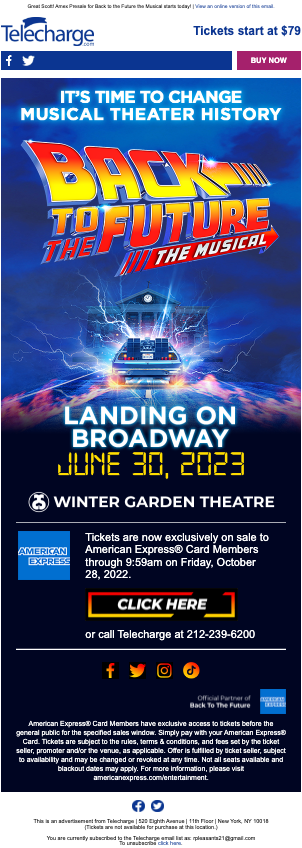 Great Scott! Amex Presale for Back to the Future the Musical starts today! | View an online version of this email.
Telecharge
.com
Tickets start at $79
BUY NOW
IT'S TIME TO CHANGE
MUSICAL THEATER HISTORY
BACK
TO THE FUTURE
THE MUSICAL
LANDING ON
BROADWAY
JUNE 30, 2023
WINTER GARDEN THEATRE
AMERICAN
EXPRESS
Tickets are now exclusively on sale to
American Express® Card Members
through 9:59am on Friday, October
28, 2022.
CLICK HERE
or call Telecharge at 212-239-6200
Official Partner of
Back To The Future
AMERICAN
EXPRESS
American Express® Card Members have exclusive access to tickets before the
general public for the specified sales window. Simply pay with your American Express®
Card. Tickets are subject to the rules, terms & conditions, and fees set by the ticket
seller, promoter and/or the venue, as applicable. Offer is fulfilled by ticket seller, subject
to availability and may be changed or revoked at any time. Not all seats available and
blackout dates may apply. For more information, please visit
americanexpress.com/entertainment.
This is an advertisement from Telecharge | 520 Eighth Avenue | 11th Floor | New York, NY 10018
(Tickets are not available for purchase at this location.)
You are currently subscribed to the Telecharge email list as: rpleasants21@gmail.com
To unsubscribe click here.